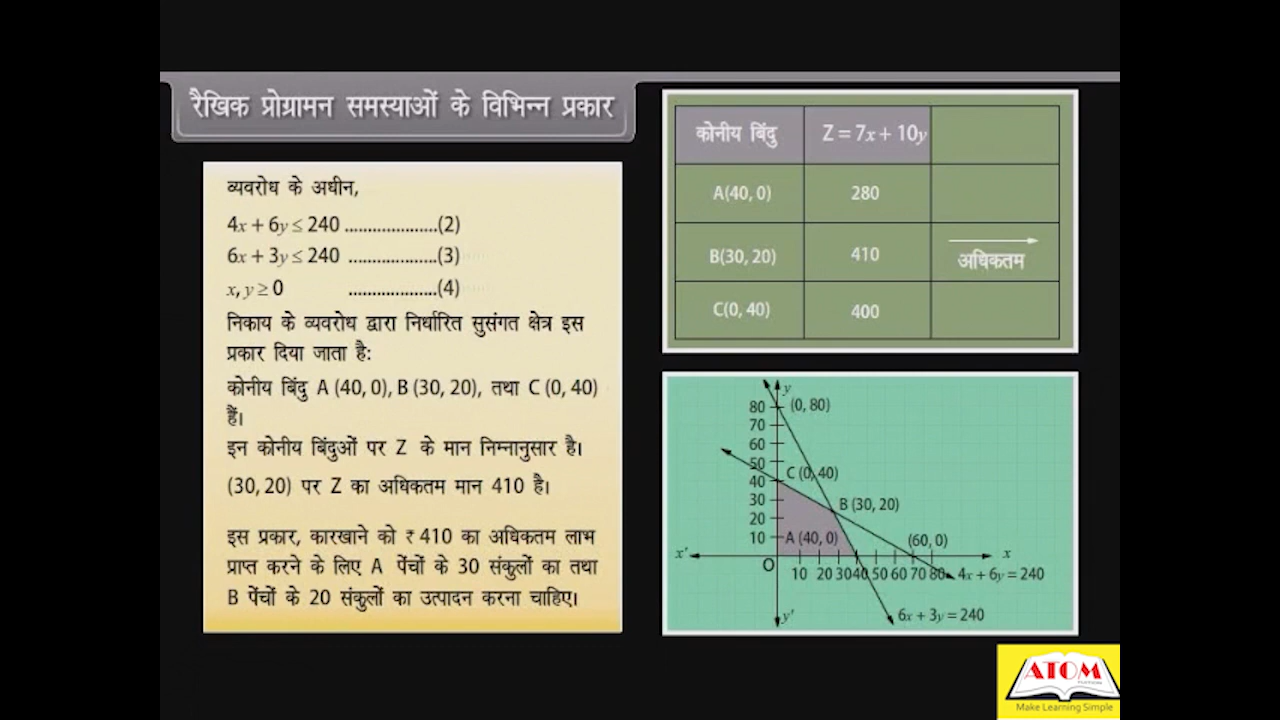 रैखिक प्रोग्रामन समस्याओं के विभिन्न प्रकार
व्यवरोध के अधीन,
4x + 6y ≤ 240 ....................(2)
6x + 3y ≤ 240 ...................(3)
x, y ≥ 0 ...................(4)
निकाय के व्यवरोध द्वारा निर्धारित सुसंगत क्षेत्र इस
प्रकार दिया जाता है:
कोनीय बिंदु A (40, 0), B (30, 20), तथा C (0, 40)
हैं।
इन कोनीय बिंदुओं पर Z के मान निम्नानुसार है।
(30, 20) पर Z का अधिकतम मान 410 है।
इस प्रकार, कारखाने को ₹ 410 का अधिकतम लाभ
प्राप्त करने के लिए A पेंचों के 30 संकुलों का तथा
B पेंचों के 20 संकुलों का उत्पादन करना चाहिए।
कोनीय बिंदु Z = 7x + 10y
A(40, 0) 280
B(30, 20) 410 अधिकतम
C(0, 40) 400
y
80 (0, 80)
70
60
50
40 C (0, 40)
30 B (30, 20)
20
10 A (40, 0) (60, 0)
x' x
O 10 20 30 40 50 60 70 80 4x + 6y = 240
y' 6x + 3y = 240
ATOM
Make Learning Simple